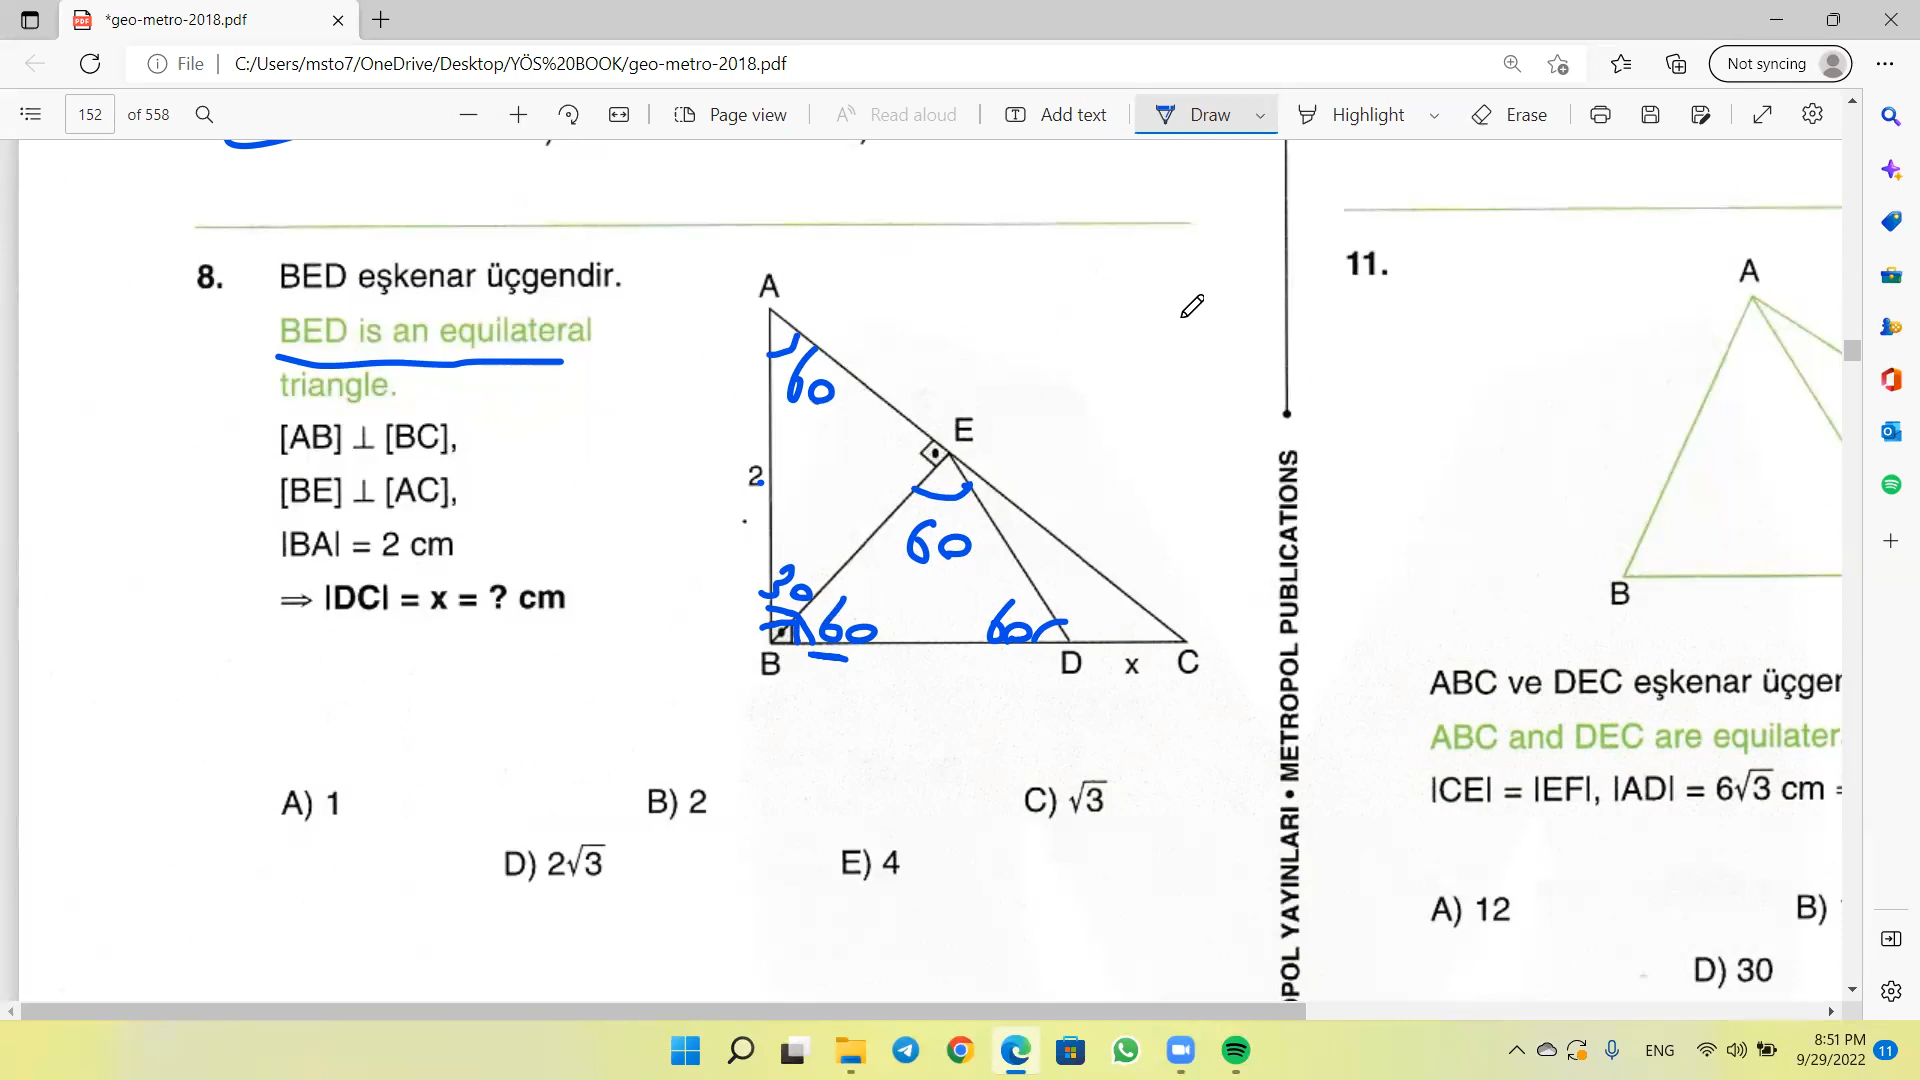 *geo-metro-2018.pdf
File
C:/Users/msto7/OneDrive/Desktop/YÖS%20BOOK/geo-metro-2018.pdf
Not syncing
152 of 558
Page view
Read aloud
Add text
Draw
Highlight
Erase
8. BED eşkenar üçgendir.
BED is an equilateral
triangle.
[AB] ⊥ [BC],
[BE] ⊥ [AC],
|BA| = 2 cm
⇒ |DC| = x = ? cm
A
60
E
2
60
30
60
60
B
D
x
C
A) 1
B) 2
C) √3
D) 2√3
E) 4
METROPOL YAYINLARI • METROPOL PUBLICATIONS
OPOL YAYINLARI • METROPOL PUBLICATIONS
11.
A
B
ABC ve DEC eşkenar üçger
ABC and DEC are equilater
|CE| = |EF|, |AD| = 6√3 cm =
A) 12
B)
D) 30
ENG
8:51 PM
9/29/2022
11